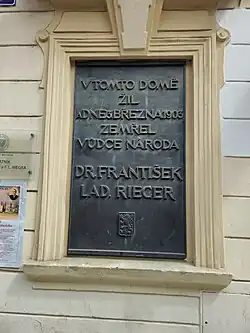 V TOMTO DOMĚ
ŽIL
A DNE 3. BŘEZNA 1903
ZEMŘEL
VŮDCE NÁRODA
DR. FRANTIŠEK
LAD. RIEGER